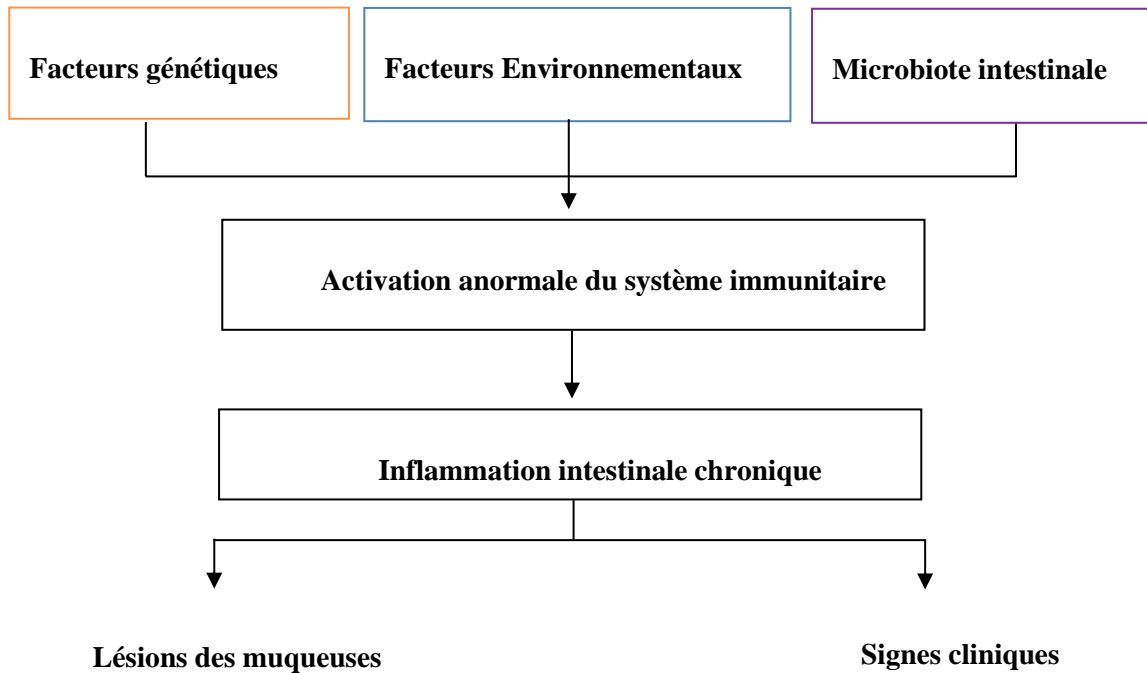 Facteurs génétiques
Facteurs Environnementaux
Microbiote intestinale
Activation anormale du système immunitaire
Inflammation intestinale chronique
Lésions des muqueuses
Signes cliniques